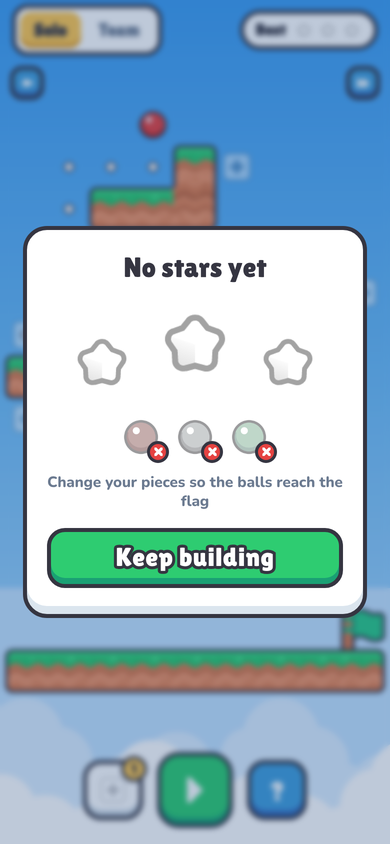 Solo Team
Best
No stars yet
Change your pieces so the balls reach the
flag
Keep building
?